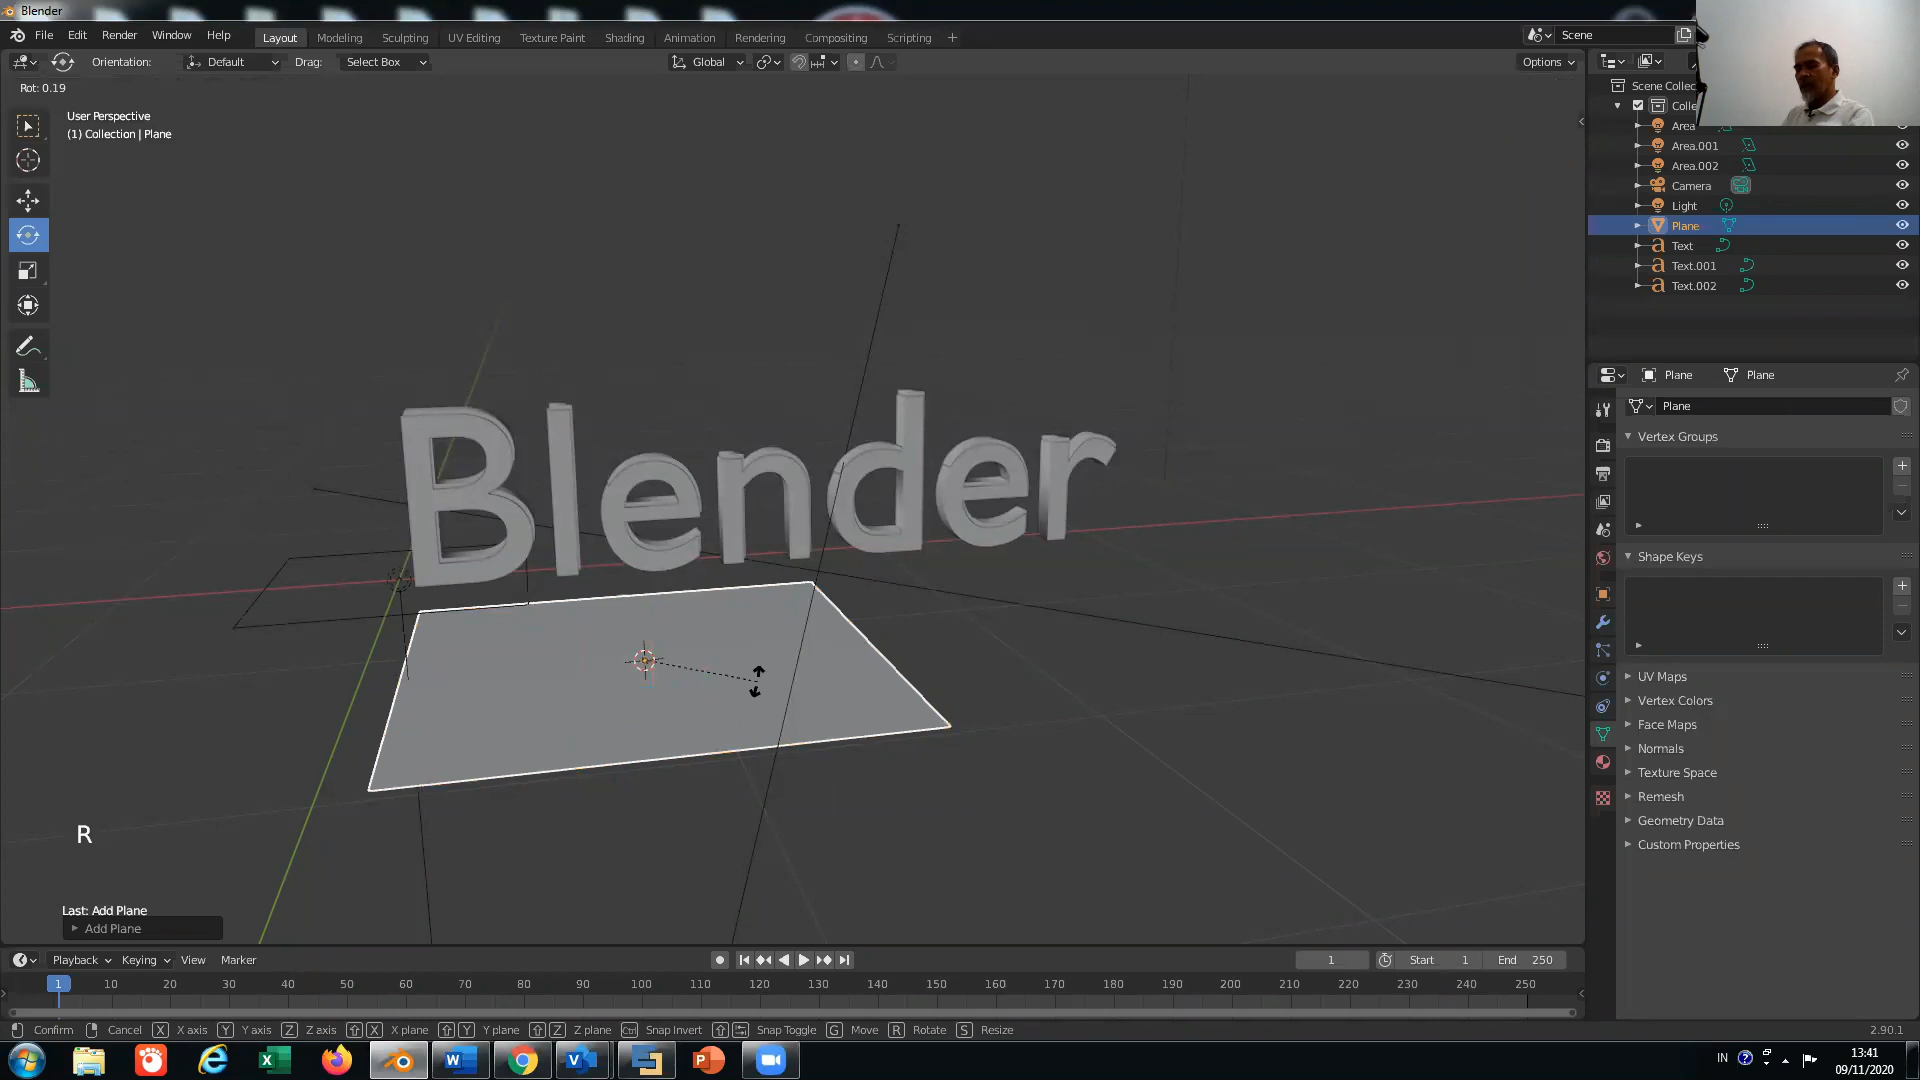 Blender
File Edit Render Window Help Layout Modeling Sculpting UV Editing Texture Paint Shading Animation Rendering Compositing Scripting + Scene
Orientation: Default Drag: Select Box Global Options
Rot: 0.19
User Perspective
(1) Collection | Plane
Scene Collec
Colle
Area
Area.001
Area.002
Camera
Light
Plane
Text
Text.001
Text.002
Blender
Plane Plane
Plane
Vertex Groups
Shape Keys
UV Maps
Vertex Colors
Face Maps
Normals
Texture Space
Remesh
Geometry Data
Custom Properties
R
Last: Add Plane
Add Plane
Playback Keying View Marker 1 Start 1 End 250
1 10 20 30 40 50 60 70 80 90 100 110 120 130 140 150 160 170 180 190 200 210 220 230 240 250
Confirm Cancel X X axis Y Y axis Z Z axis X X plane Y Y plane Z Z plane Ctrl Snap Invert Snap Toggle G Move R Rotate S Resize 2.90.1
IN 13:41
09/11/2020